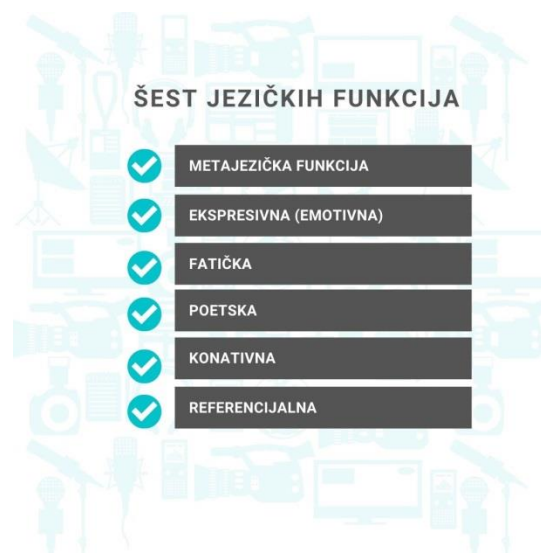 ŠEST JEZIČKIH FUNKCIJA
METAJEZIČKA FUNKCIJA
EKSPRESIVNA (EMOTIVNA)
FATIČKA
POETSKA
KONATIVNA
REFERENCIJALNA